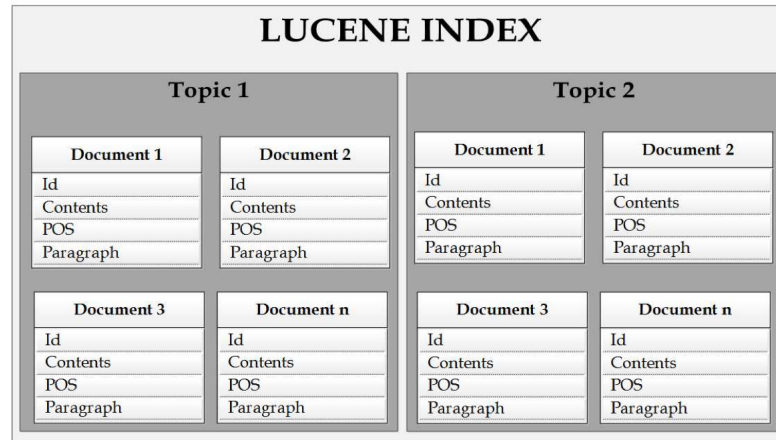 LUCENE INDEX
Topic 1
Document 1
Id
Contents
POS
Paragraph
Document 2
Id
Contents
POS
Paragraph
Document 3
Id
Contents
POS
Paragraph
Document n
Id
Contents
POS
Paragraph
Topic 2
Document 1
Id
Contents
POS
Paragraph
Document 2
Id
Contents
POS
Paragraph
Document 3
Id
Contents
POS
Paragraph
Document n
Id
Contents
POS
Paragraph